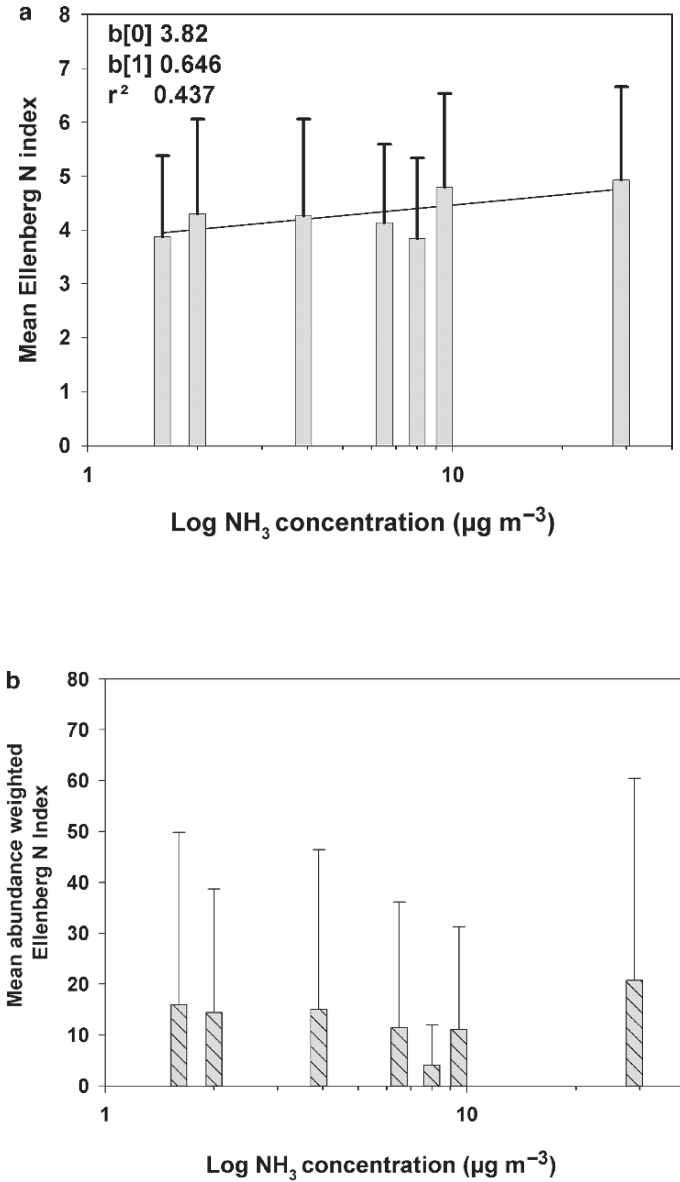 a
8
b[0] 3.82
b[1] 0.646
r² 0.437
7
6
5
4
3
2
1
0
Mean Ellenberg N index
1 10
Log NH₃ concentration (µg m⁻³)
b
80
70
60
50
40
30
20
10
0
Mean abundance weighted
Ellenberg N Index
1 10
Log NH₃ concentration (µg m⁻³)